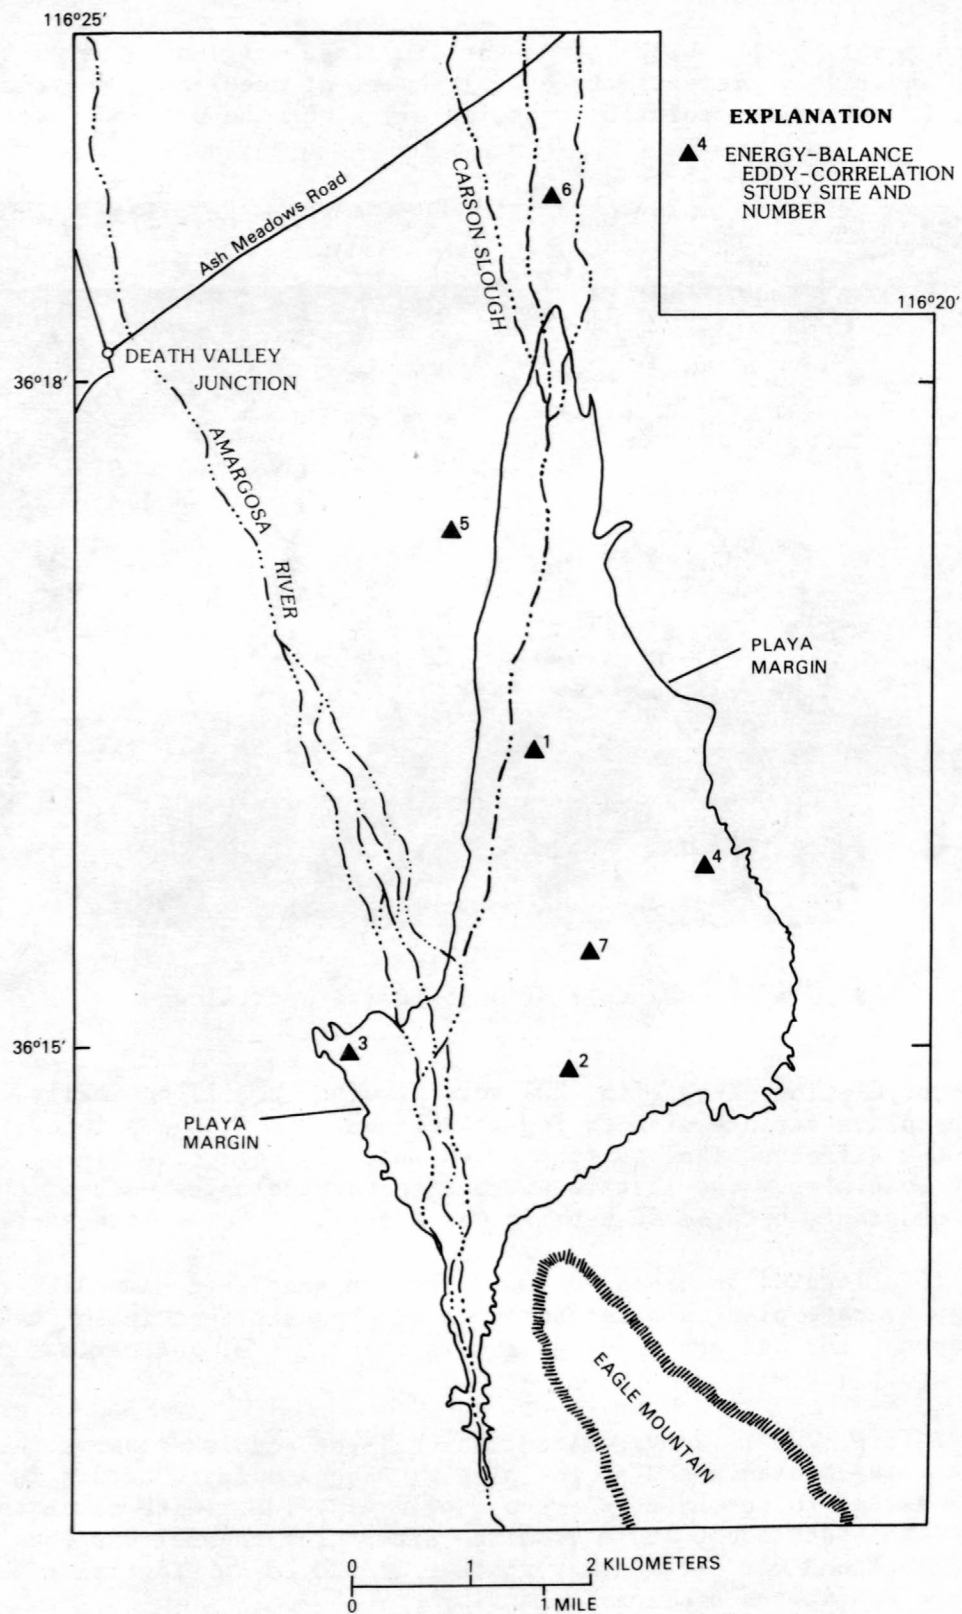 116°25'
EXPLANATION
4
ENERGY-BALANCE
EDDY-CORRELATION
STUDY SITE AND
NUMBER
6
CARSON SLOUGH
Ash Meadows Road
116°20'
DEATH VALLEY
JUNCTION
36°18'
AMARGOSA
RIVER
5
PLAYA
MARGIN
1
4
7
36°15'
3
2
PLAYA
MARGIN
EAGLE MOUNTAIN
0 1 2 KILOMETERS
0 1 MILE